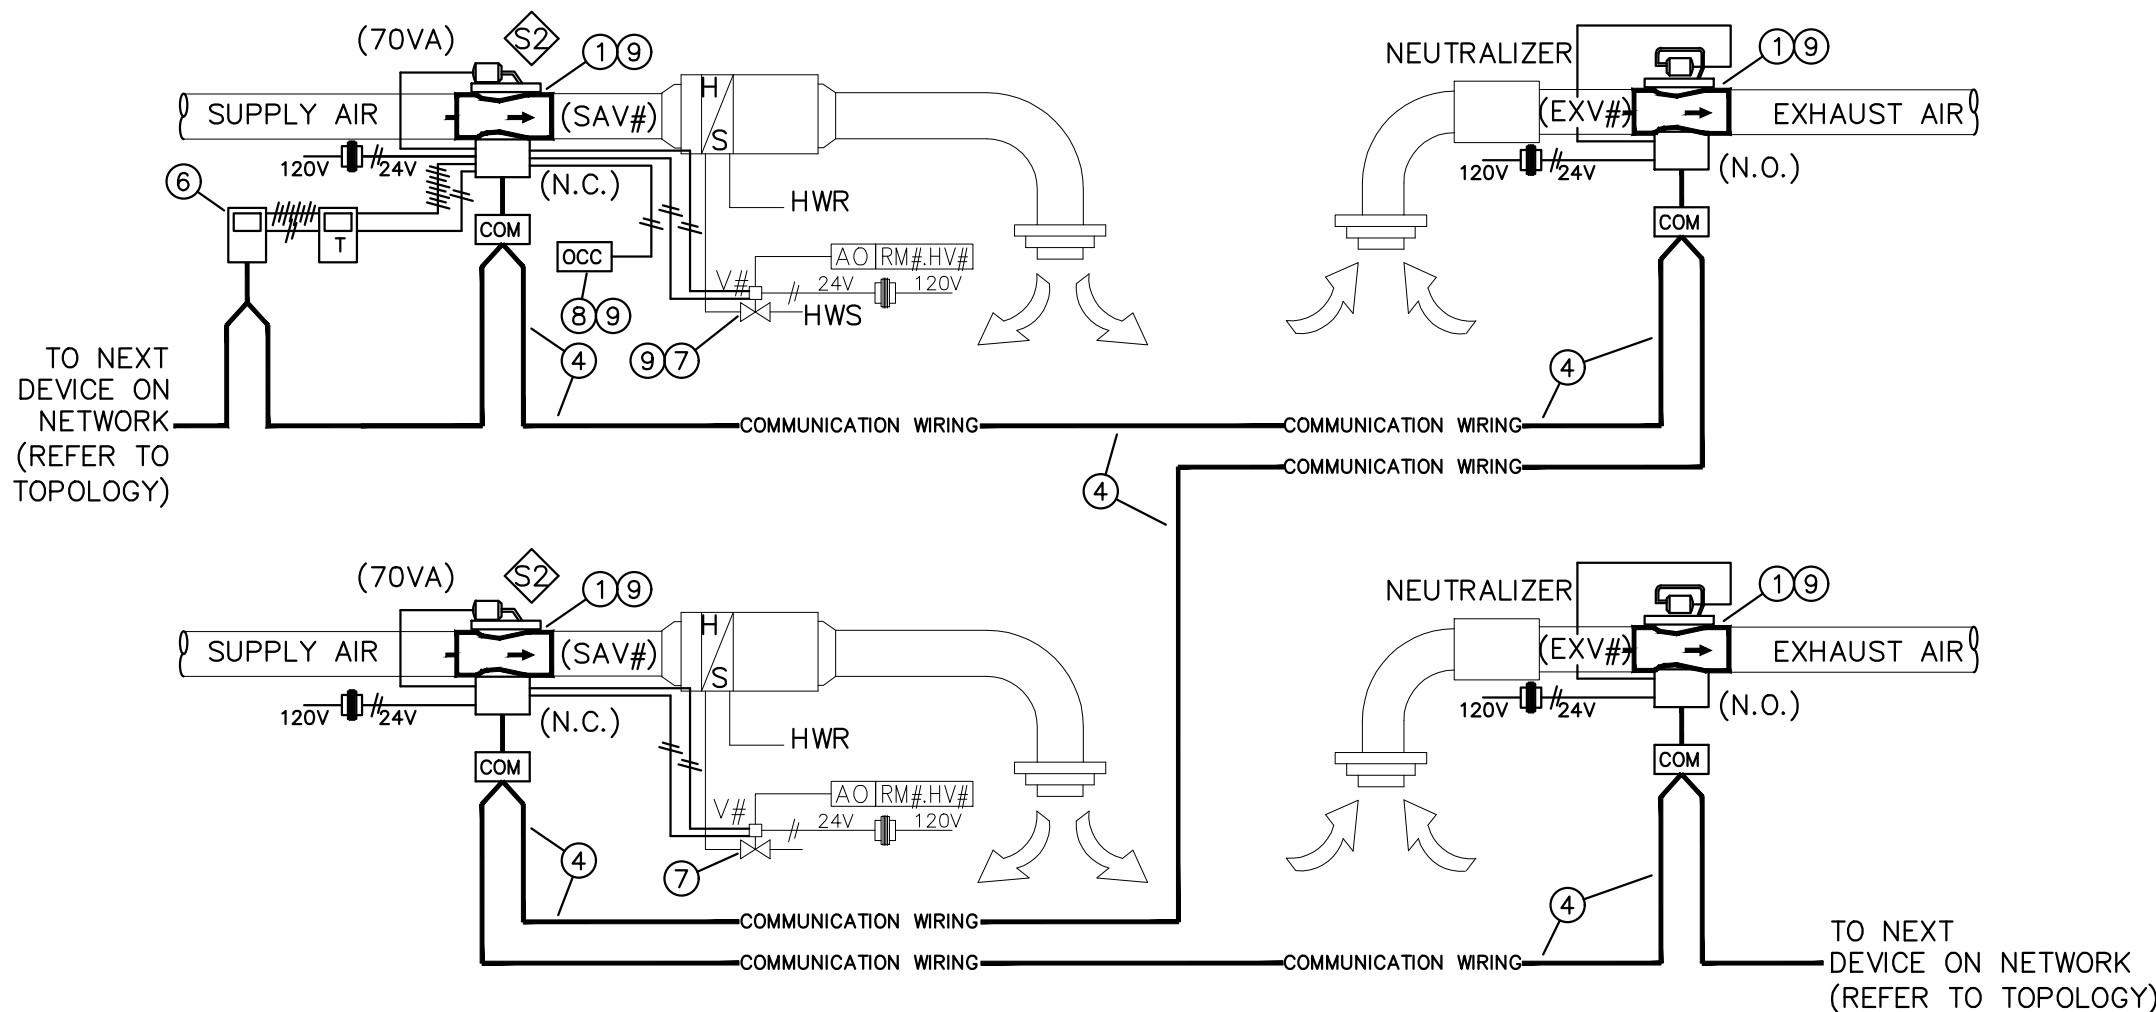 (70VA)
S2
1 9
NEUTRALIZER
1 9
SUPPLY AIR
(SAV#)
H
S
(EXV#)
EXHAUST AIR
120V
24V
(N.C.)
120V
24V
(N.O.)
6
T
COM
HWR
COM
OCC
V#
AO RM#.HV#
24V
120V
8 9
HWS
9 7
4
4
TO NEXT
DEVICE ON
NETWORK
(REFER TO
TOPOLOGY)
COMMUNICATION WIRING
COMMUNICATION WIRING
COMMUNICATION WIRING
4
(70VA)
S2
1 9
NEUTRALIZER
1 9
SUPPLY AIR
(SAV#)
H
S
(EXV#)
EXHAUST AIR
120V
24V
(N.C.)
120V
24V
(N.O.)
HWR
COM
COM
V#
AO RM#.HV#
24V
120V
4
7
4
COMMUNICATION WIRING
COMMUNICATION WIRING
COMMUNICATION WIRING
TO NEXT
DEVICE ON NETWORK
(REFER TO TOPOLOGY)